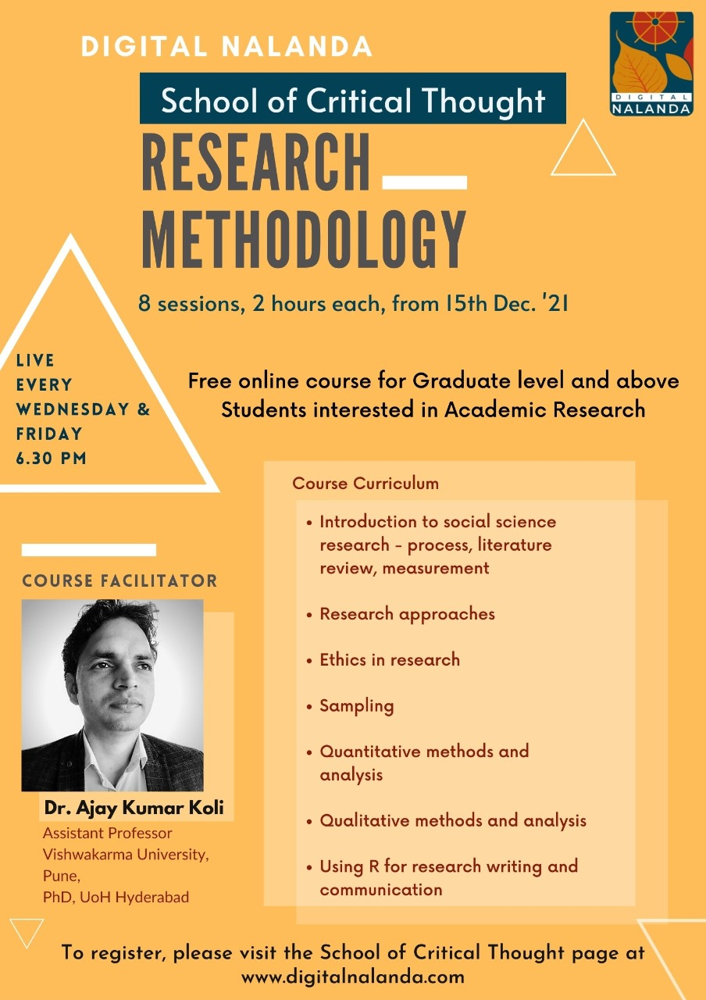 DIGITAL NALANDA
DIGITAL
NALANDA
School of Critical Thought
RESEARCH
METHODOLOGY
8 sessions, 2 hours each, from 15th Dec. '21
LIVE
EVERY
WEDNESDAY &
FRIDAY
6.30 PM
Free online course for Graduate level and above
Students interested in Academic Research
Course Curriculum
• Introduction to social science
research - process, literature
review, measurement
• Research approaches
• Ethics in research
• Sampling
• Quantitative methods and
analysis
• Qualitative methods and analysis
• Using R for research writing and
communication
COURSE FACILITATOR
Dr. Ajay Kumar Koli
Assistant Professor
Vishwakarma University,
Pune,
PhD, UoH Hyderabad
To register, please visit the School of Critical Thought page at
www.digitalnalanda.com